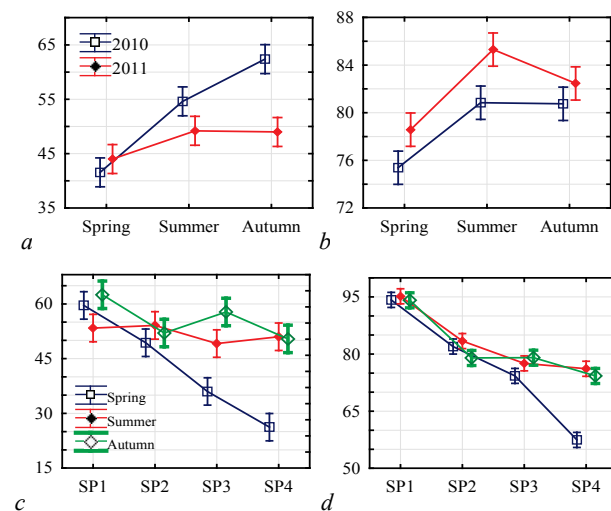 65
55
45
35
2010
2011
Spring
Summer
Autumn
a
88
84
80
76
72
Spring
Summer
Autumn
b
60
45
30
15
Spring
Summer
Autumn
SP1
SP2
SP3
SP4
c
95
80
65
50
SP1
SP2
SP3
SP4
d